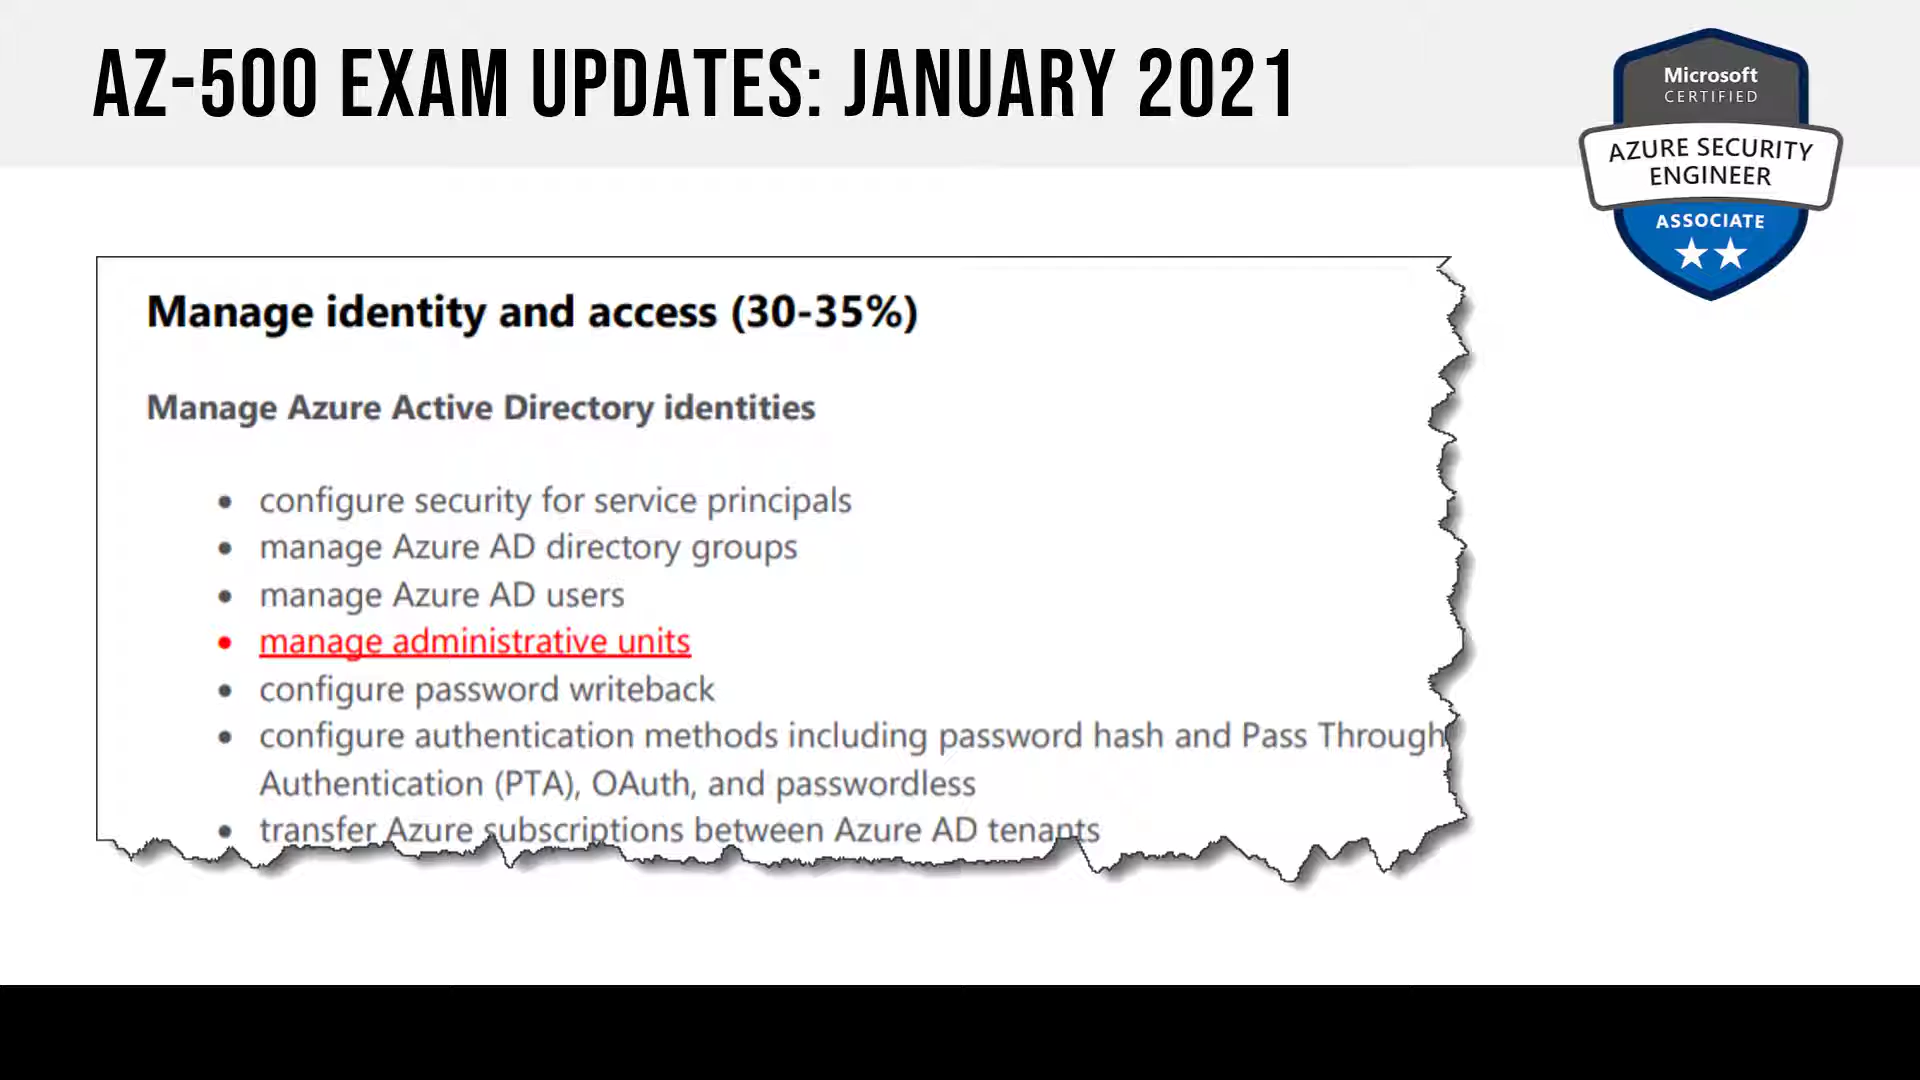 AZ-500 EXAM UPDATES: JANUARY 2021
Microsoft
CERTIFIED
AZURE SECURITY
ENGINEER
ASSOCIATE
Manage identity and access (30-35%)
Manage Azure Active Directory identities
• configure security for service principals
• manage Azure AD directory groups
• manage Azure AD users
• manage administrative units
• configure password writeback
• configure authentication methods including password hash and Pass Through
Authentication (PTA), OAuth, and passwordless
• transfer Azure subscriptions between Azure AD tenants